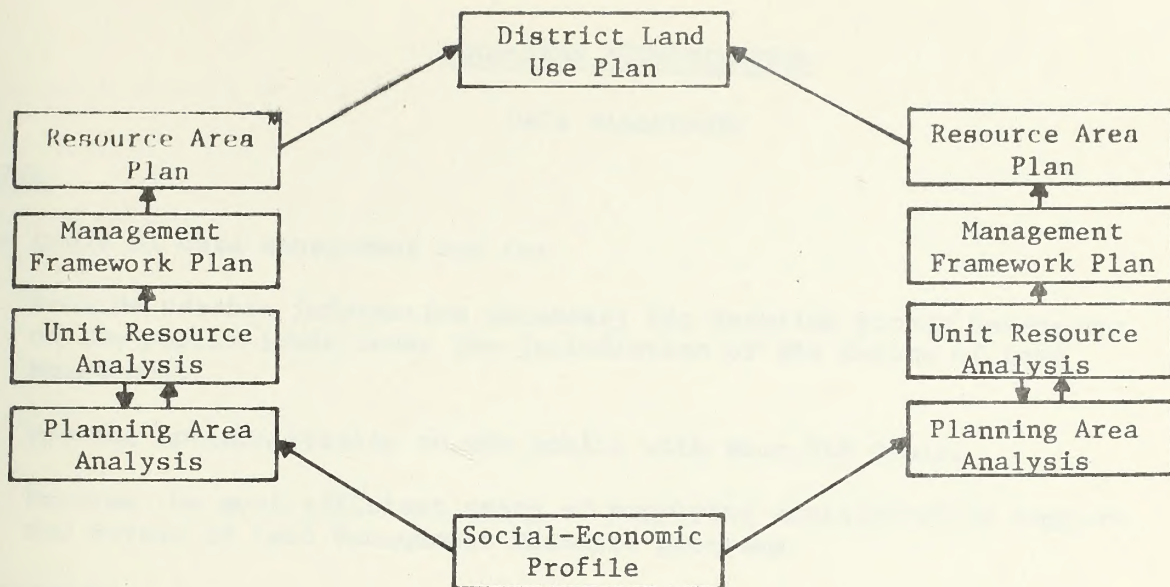 District Land
Use Plan
Resource Area
Plan
Resource Area
Plan
Management
Framework Plan
Management
Framework Plan
Unit Resource
Analysis
Unit Resource
Analysis
Planning Area
Analysis
Planning Area
Analysis
Social-Economic
Profile